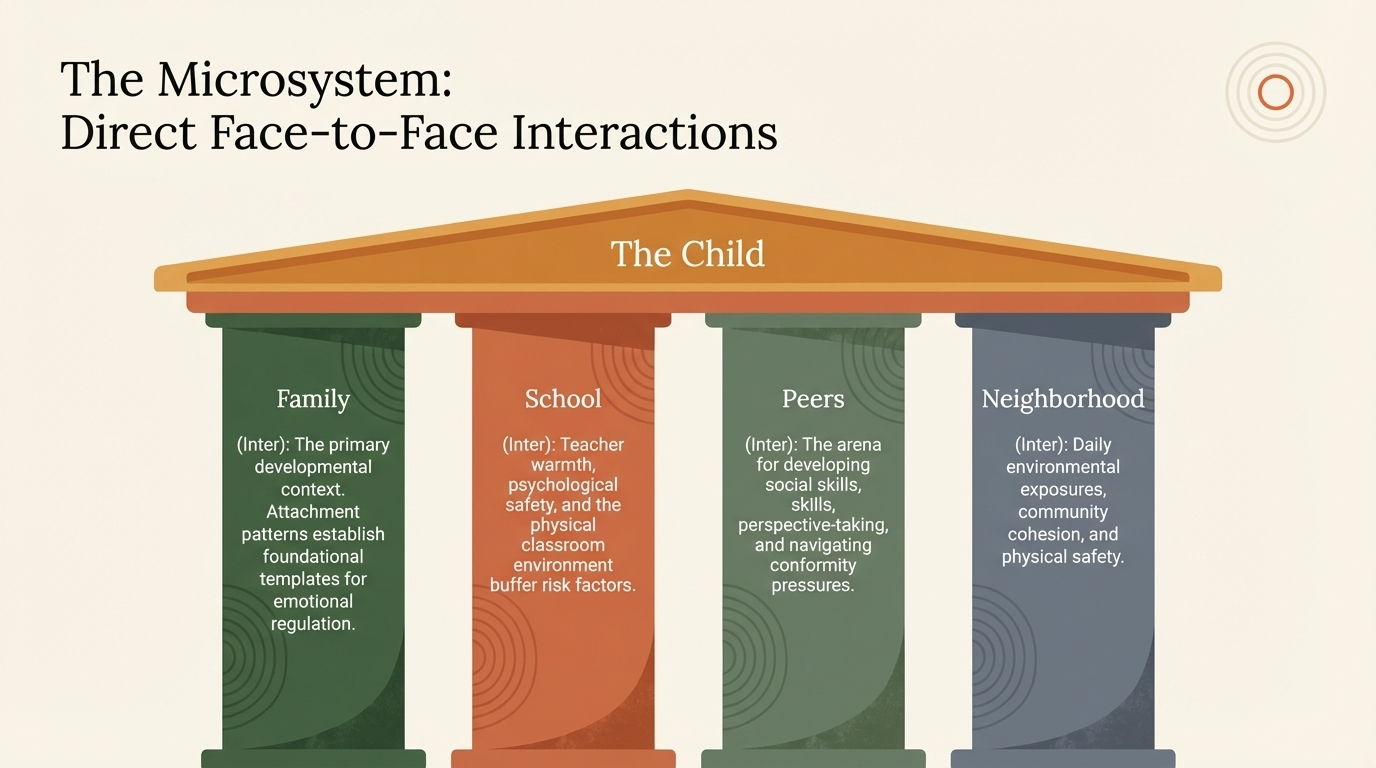 The Microsystem:
Direct Face-to-Face Interactions
The Child
Family
(Inter): The primary
developmental
context.
Attachment
patterns establish
foundational
templates for
emotional
regulation.
School
(Inter): Teacher
warmth,
psychological
safety, and the
physical
classroom
environment
buffer risk factors.
Peers
(Inter): The arena
for developing
social skills,
skills,
perspective-taking,
and navigating
conformity
pressures.
Neighborhood
(Inter): Daily
environmental
exposures,
community
cohesion, and
physical safety.